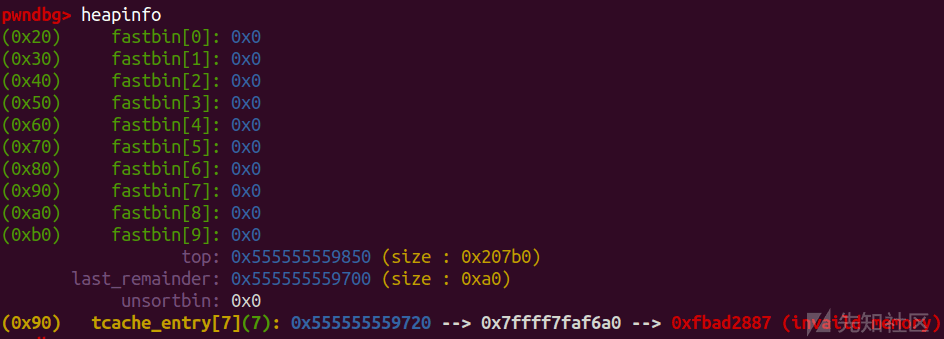 pwndbg> heapinfo
(0x20)     fastbin[0]: 0x0
(0x30)     fastbin[1]: 0x0
(0x40)     fastbin[2]: 0x0
(0x50)     fastbin[3]: 0x0
(0x60)     fastbin[4]: 0x0
(0x70)     fastbin[5]: 0x0
(0x80)     fastbin[6]: 0x0
(0x90)     fastbin[7]: 0x0
(0xa0)     fastbin[8]: 0x0
(0xb0)     fastbin[9]: 0x0
top: 0x555555559850 (size : 0x207b0)
last_remainder: 0x555555559700 (size : 0xa0)
unsortbin: 0x0
(0x90)   tcache_entry[7](7): 0x555555559720 --> 0x7ffff7faf6a0 --> 0xfbad2887 (invaild memory)
先知社区